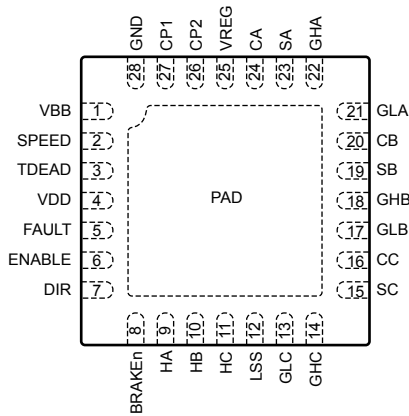 GND
CP1
CP2
VREG
CA
SA
GHA
28
27
26
25
24
23
22
VBB 1
SPEED 2
TDEAD 3
VDD 4
FAULT 5
ENABLE 6
DIR 7
PAD
21 GLA
20 CB
19 SB
18 GHB
17 GLB
16 CC
15 SC
8
9
10
11
12
13
14
BRAKEn
HA
HB
HC
LSS
GLC
GHC